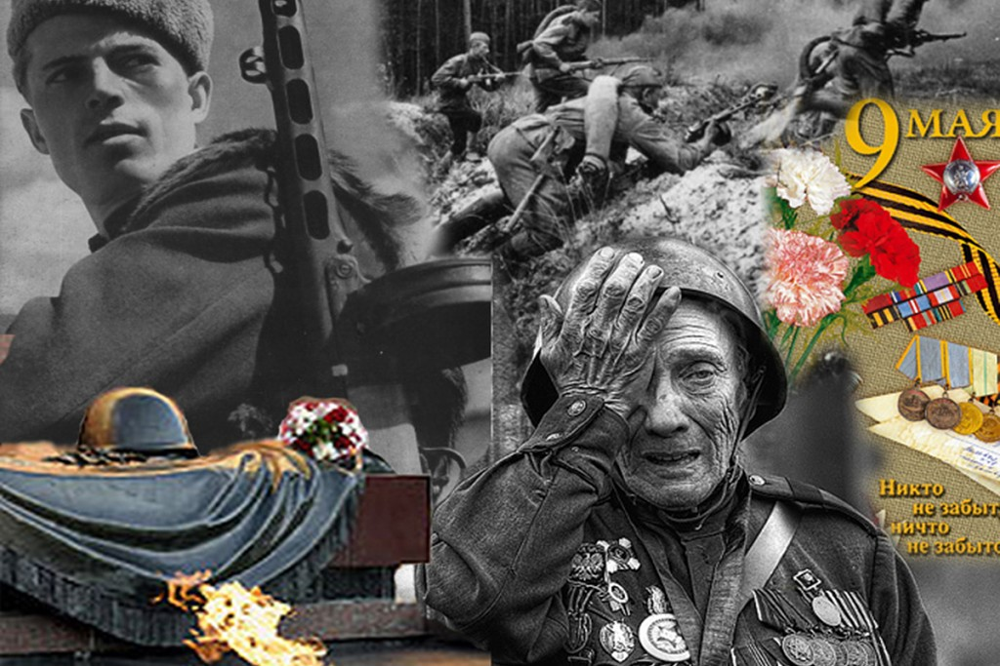 9 МАЯ
Никто
не забыт
ничто
не забыто